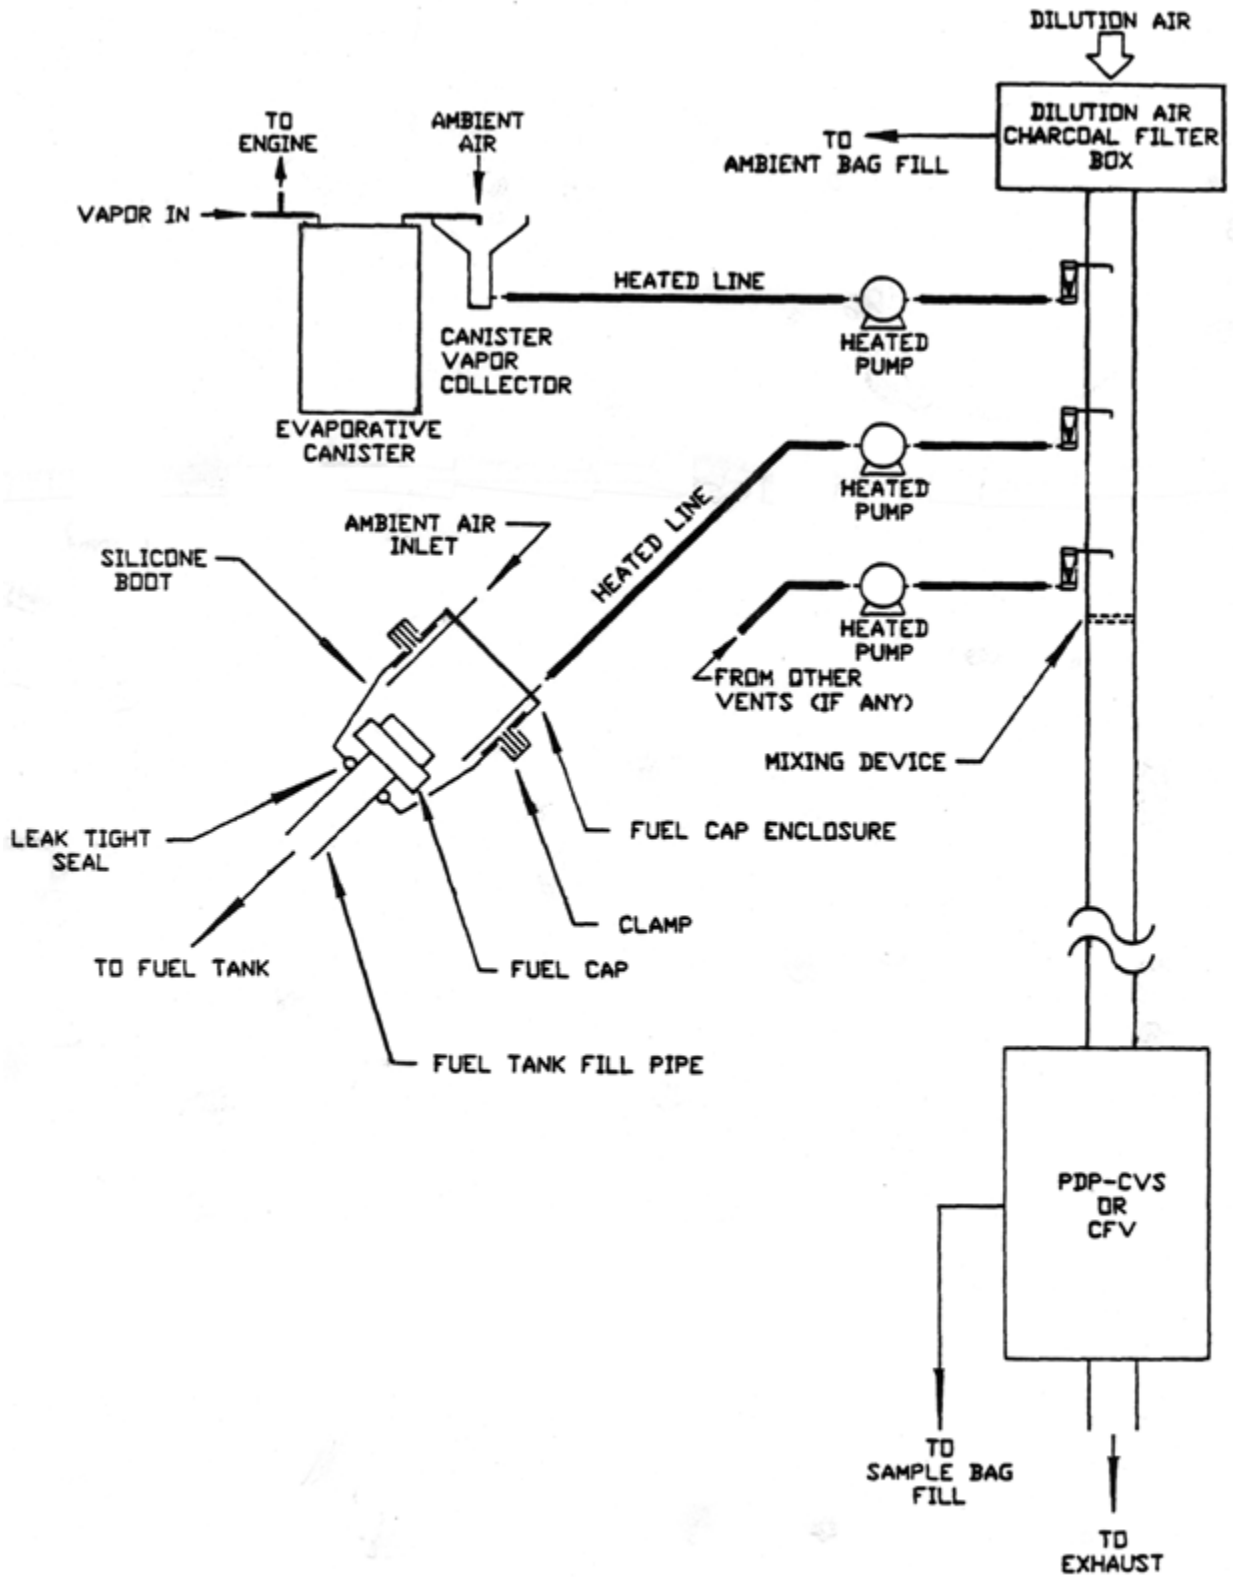 DILUTION AIR
DILUTION AIR
CHARCOAL FILTER
BOX
TO
AMBIENT BAG FILL
TO
ENGINE
AMBIENT
AIR
VAPOR IN
HEATED LINE
HEATED
PUMP
CANISTER
VAPOR
COLLECTOR
EVAPORATIVE
CANISTER
HEATED
PUMP
HEATED LINE
AMBIENT AIR
INLET
SILICONE
BOOT
HEATED
PUMP
FROM OTHER
VENTS (IF ANY)
MIXING DEVICE
LEAK TIGHT
SEAL
FUEL CAP ENCLOSURE
CLAMP
TO FUEL TANK
FUEL CAP
FUEL TANK FILL PIPE
PDP-CVS
OR
CFV
TO
SAMPLE BAG
FILL
TO
EXHAUST